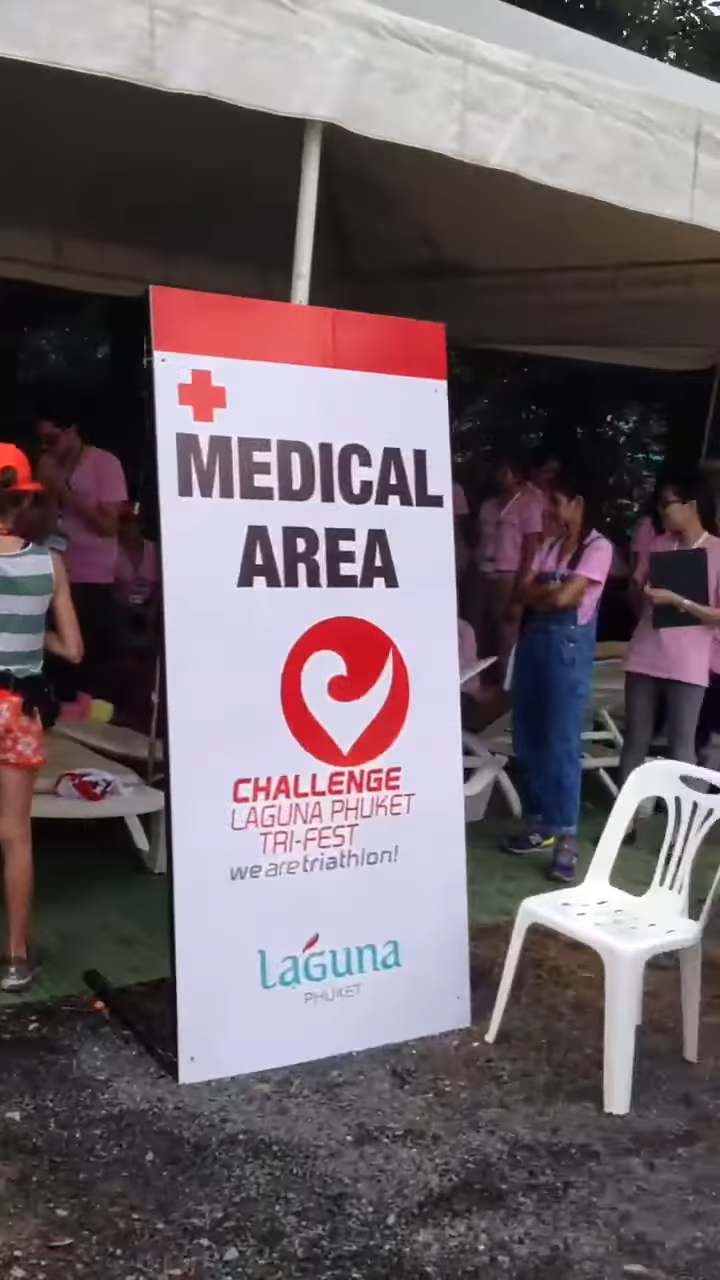 MEDICAL
AREA
CHALLENGE
LAGUNA PHUKET
TRI-FEST
we are triathlon!
Laguna
PHUKET